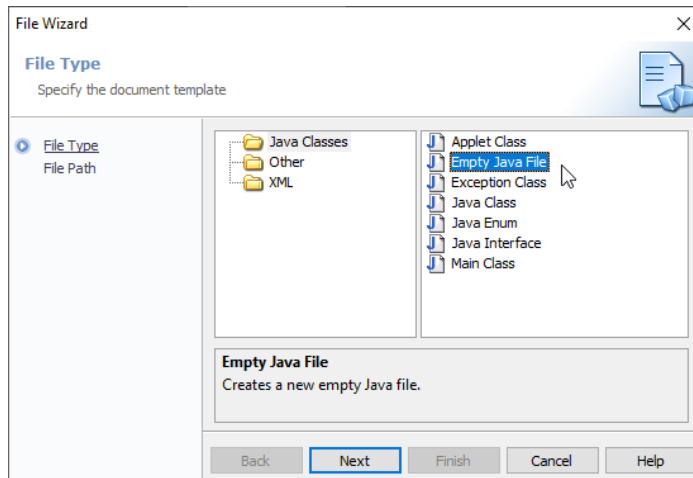 File Wizard
File Type
Specify the document template
File Type
File Path
Java Classes
Other
XML
Applet Class
Empty Java File
Exception Class
Java Class
Java Enum
Java Interface
Main Class
Empty Java File
Creates a new empty Java file.
Back
Next
Finish
Cancel
Help